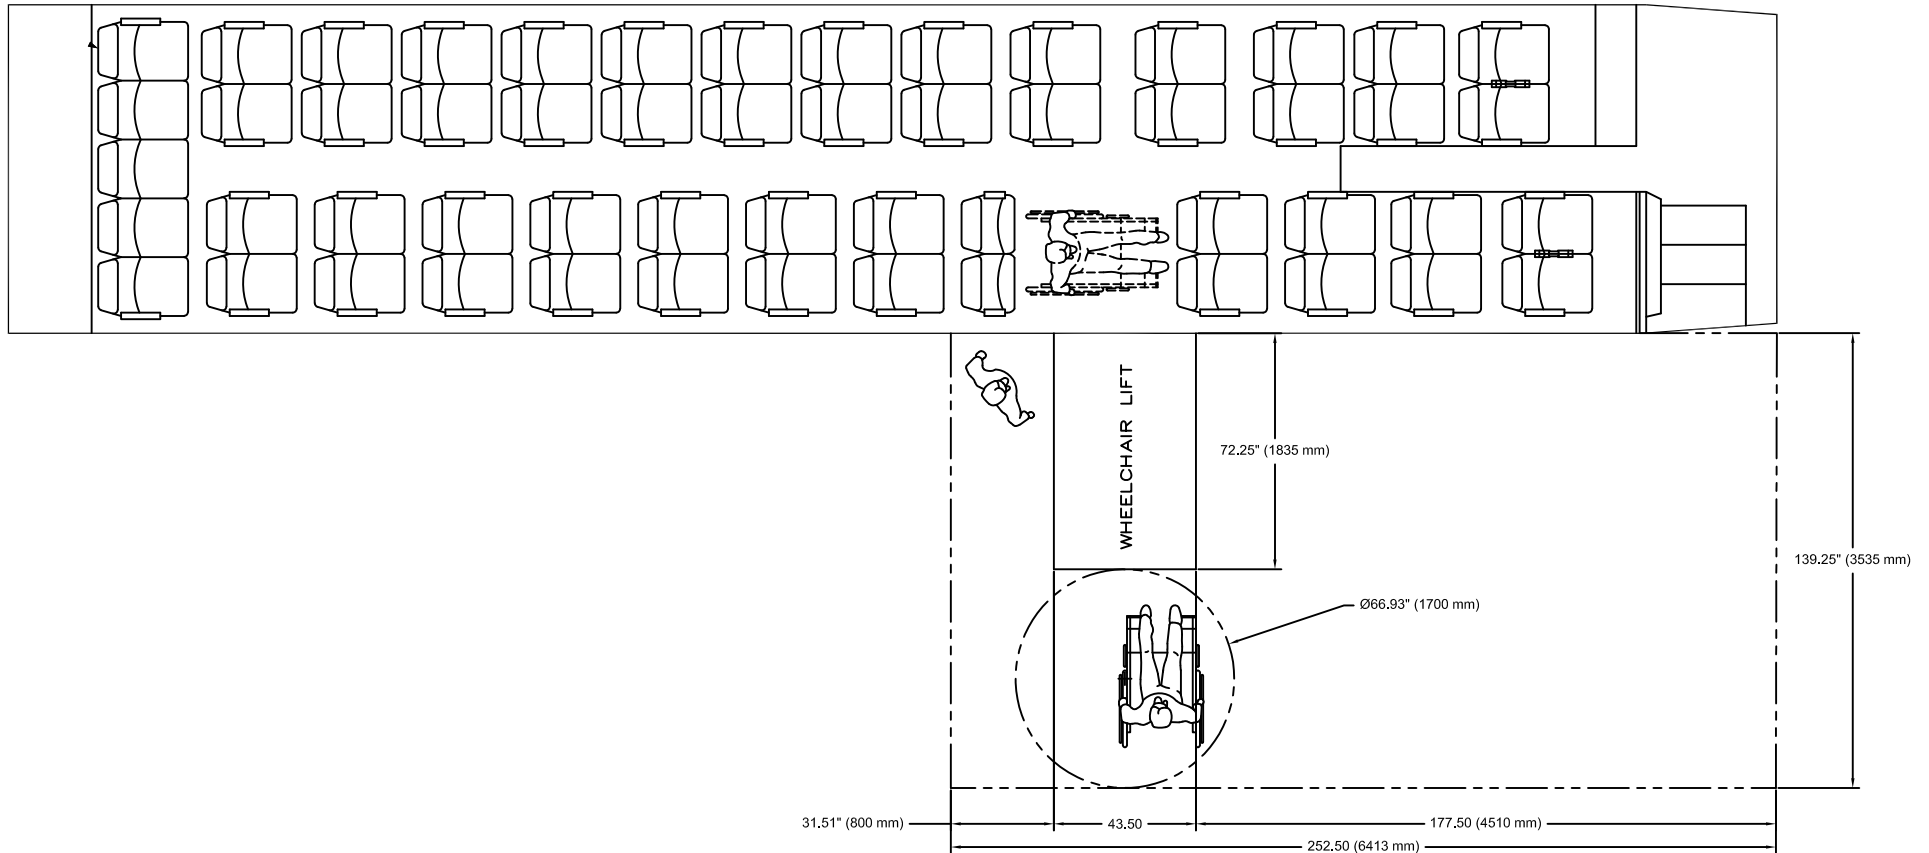 WHEELCHAIR LIFT
72.25" (1835 mm)
139.25" (3535 mm)
Ø66.93" (1700 mm)
31.51" (800 mm)
43.50
177.50 (4510 mm)
252.50 (6413 mm)